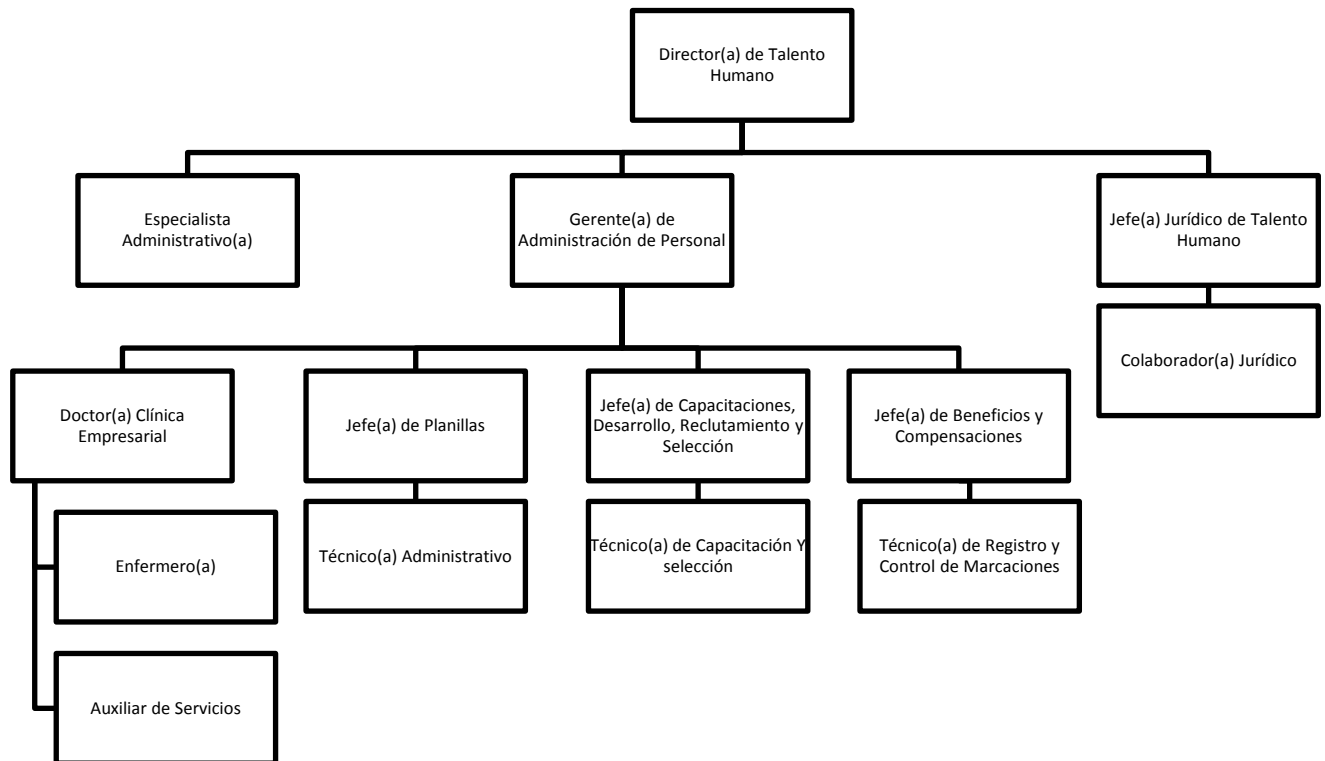 Director(a) de Talento
Humano
Especialista
Administrativo(a)
Gerente(a) de
Administración de Personal
Jefe(a) Jurídico de Talento
Humano
Colaborador(a) Jurídico
Doctor(a) Clínica
Empresarial
Jefe(a) de Planillas
Jefe(a) de Capacitaciones,
Desarrollo, Reclutamiento y
Selección
Jefe(a) de Beneficios y
Compensaciones
Enfermero(a)
Técnico(a) Administrativo
Técnico(a) de Capacitación Y
selección
Técnico(a) de Registro y
Control de Marcaciones
Auxiliar de Servicios